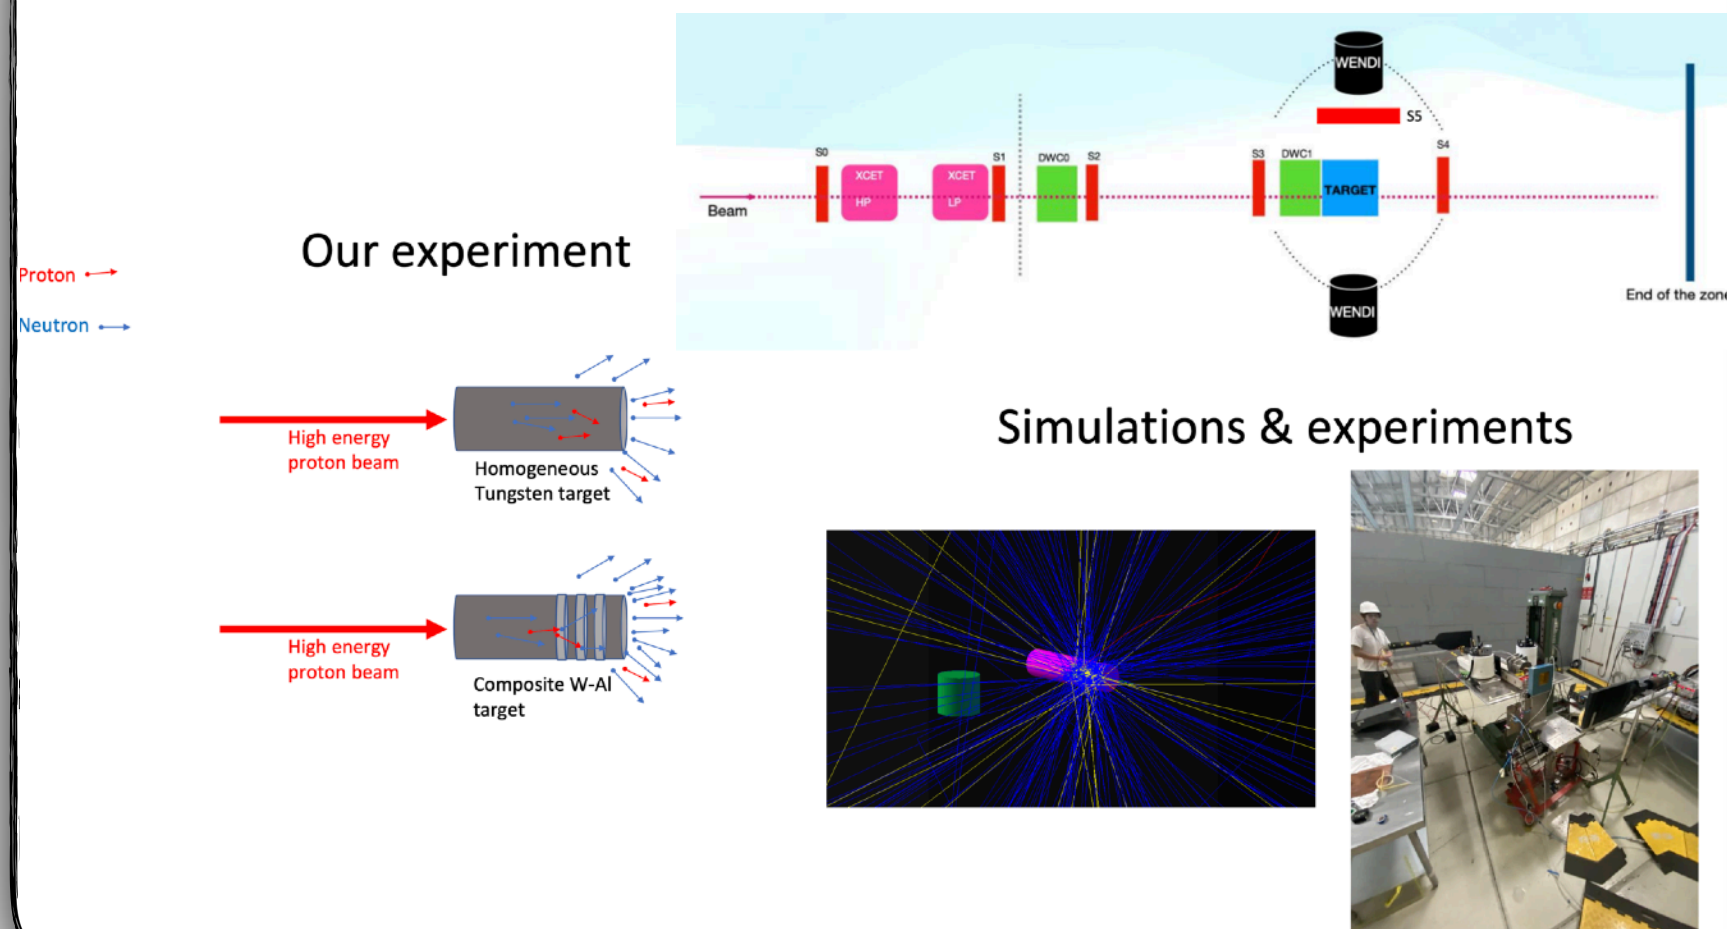 Our experiment
Proton
Neutron
High energy
proton beam
Homogeneous
Tungsten target
High energy
proton beam
Composite W-Al
target
Beam
S0
XCET
HP
XCET
LP
S1
DWC0
S2
S3
DWC1
TARGET
WENDI
S5
S4
WENDI
End of the zone
Simulations & experiments